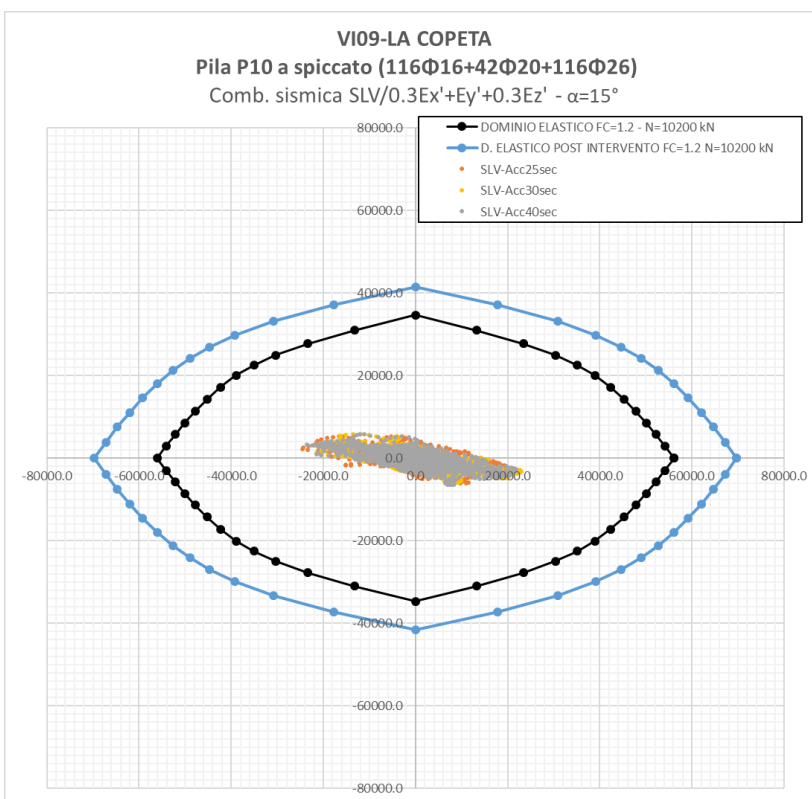 VI09-LA COPETA
Pila P10 a spiccato (116Φ16+42Φ20+116Φ26)
Comb. sismica SLV/0.3Ex'+Ey'+0.3Ez' - α=15°
DOMINIO ELASTICO FC=1.2 - N=10200 kN
D. ELASTICO POST INTERVENTO FC=1.2 N=10200 kN
SLV-Acc25sec
SLV-Acc30sec
SLV-Acc40sec
80000.0
60000.0
40000.0
20000.0
0.0
-80000.0 -60000.0 -40000.0 -20000.0 0.0 20000.0 40000.0 60000.0 80000.0
-20000.0
-40000.0
-60000.0
-80000.0